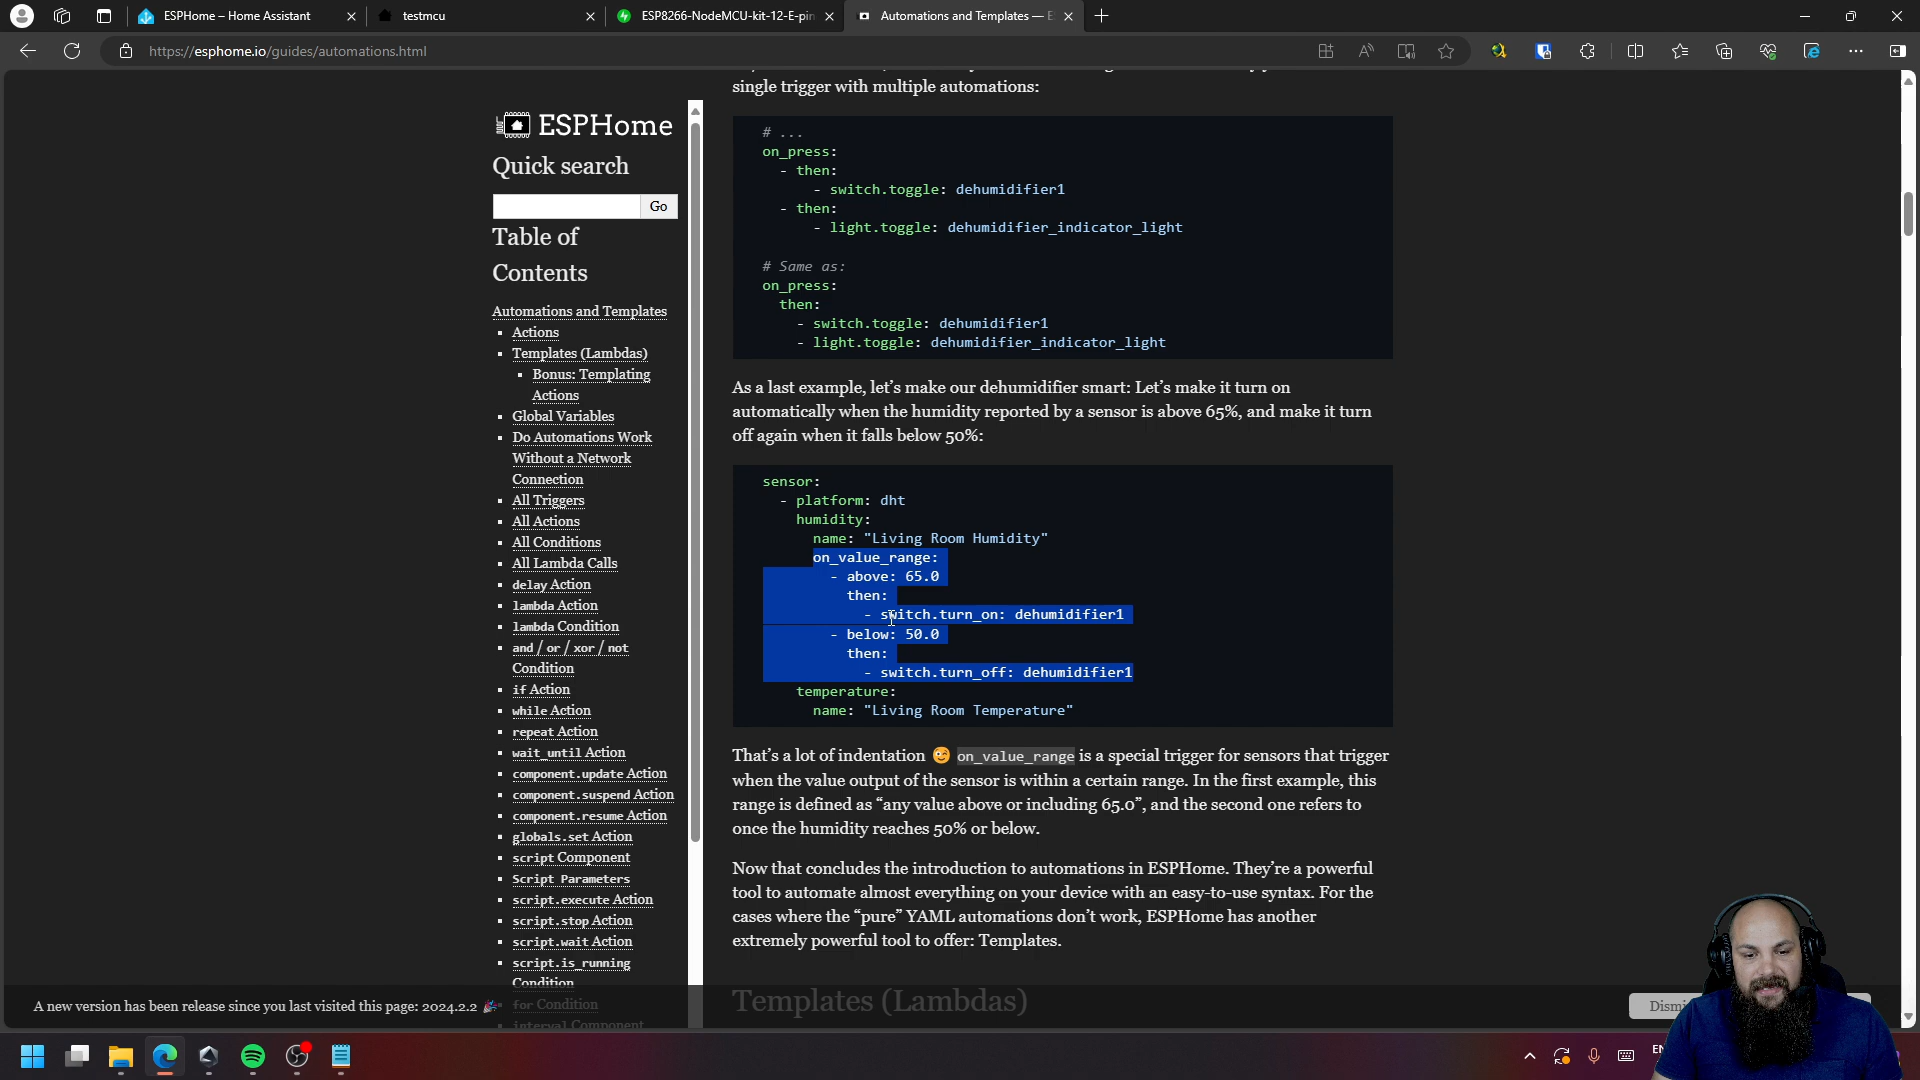 ESPHome – Home Assistant
testmcu
ESP8266-NodeMCU-kit-12-E-pin
Automations and Templates — E
https://esphome.io/guides/automations.html
single trigger with multiple automations:
ESPHome
Quick search
Go
Table of
Contents
Automations and Templates
Actions
Templates (Lambdas)
Bonus: Templating
Actions
Global Variables
Do Automations Work
Without a Network
Connection
All Triggers
All Actions
All Conditions
All Lambda Calls
delay Action
lambda Action
lambda Condition
and / or / xor / not
Condition
if Action
while Action
repeat Action
wait_until Action
component.update Action
component.suspend Action
component.resume Action
globals.set Action
script Component
Script Parameters
script.execute Action
script.stop Action
script.wait Action
script.is_running
Condition
for Condition
interval Component
# ...
on_press:
- then:
- switch.toggle: dehumidifier1
- then:
- light.toggle: dehumidifier_indicator_light
# Same as:
on_press:
then:
- switch.toggle: dehumidifier1
- light.toggle: dehumidifier_indicator_light
As a last example, let’s make our dehumidifier smart: Let’s make it turn on
automatically when the humidity reported by a sensor is above 65%, and make it turn
off again when it falls below 50%:
sensor:
- platform: dht
humidity:
name: "Living Room Humidity"
on_value_range:
- above: 65.0
then:
- switch.turn_on: dehumidifier1
- below: 50.0
then:
- switch.turn_off: dehumidifier1
temperature:
name: "Living Room Temperature"
That’s a lot of indentation 😉 on_value_range is a special trigger for sensors that trigger
when the value output of the sensor is within a certain range. In the first example, this
range is defined as “any value above or including 65.0”, and the second one refers to
once the humidity reaches 50% or below.
Now that concludes the introduction to automations in ESPHome. They’re a powerful
tool to automate almost everything on your device with an easy-to-use syntax. For the
cases where the “pure” YAML automations don’t work, ESPHome has another
extremely powerful tool to offer: Templates.
Templates (Lambdas)
A new version has been release since you last visited this page: 2024.2.2 🎉